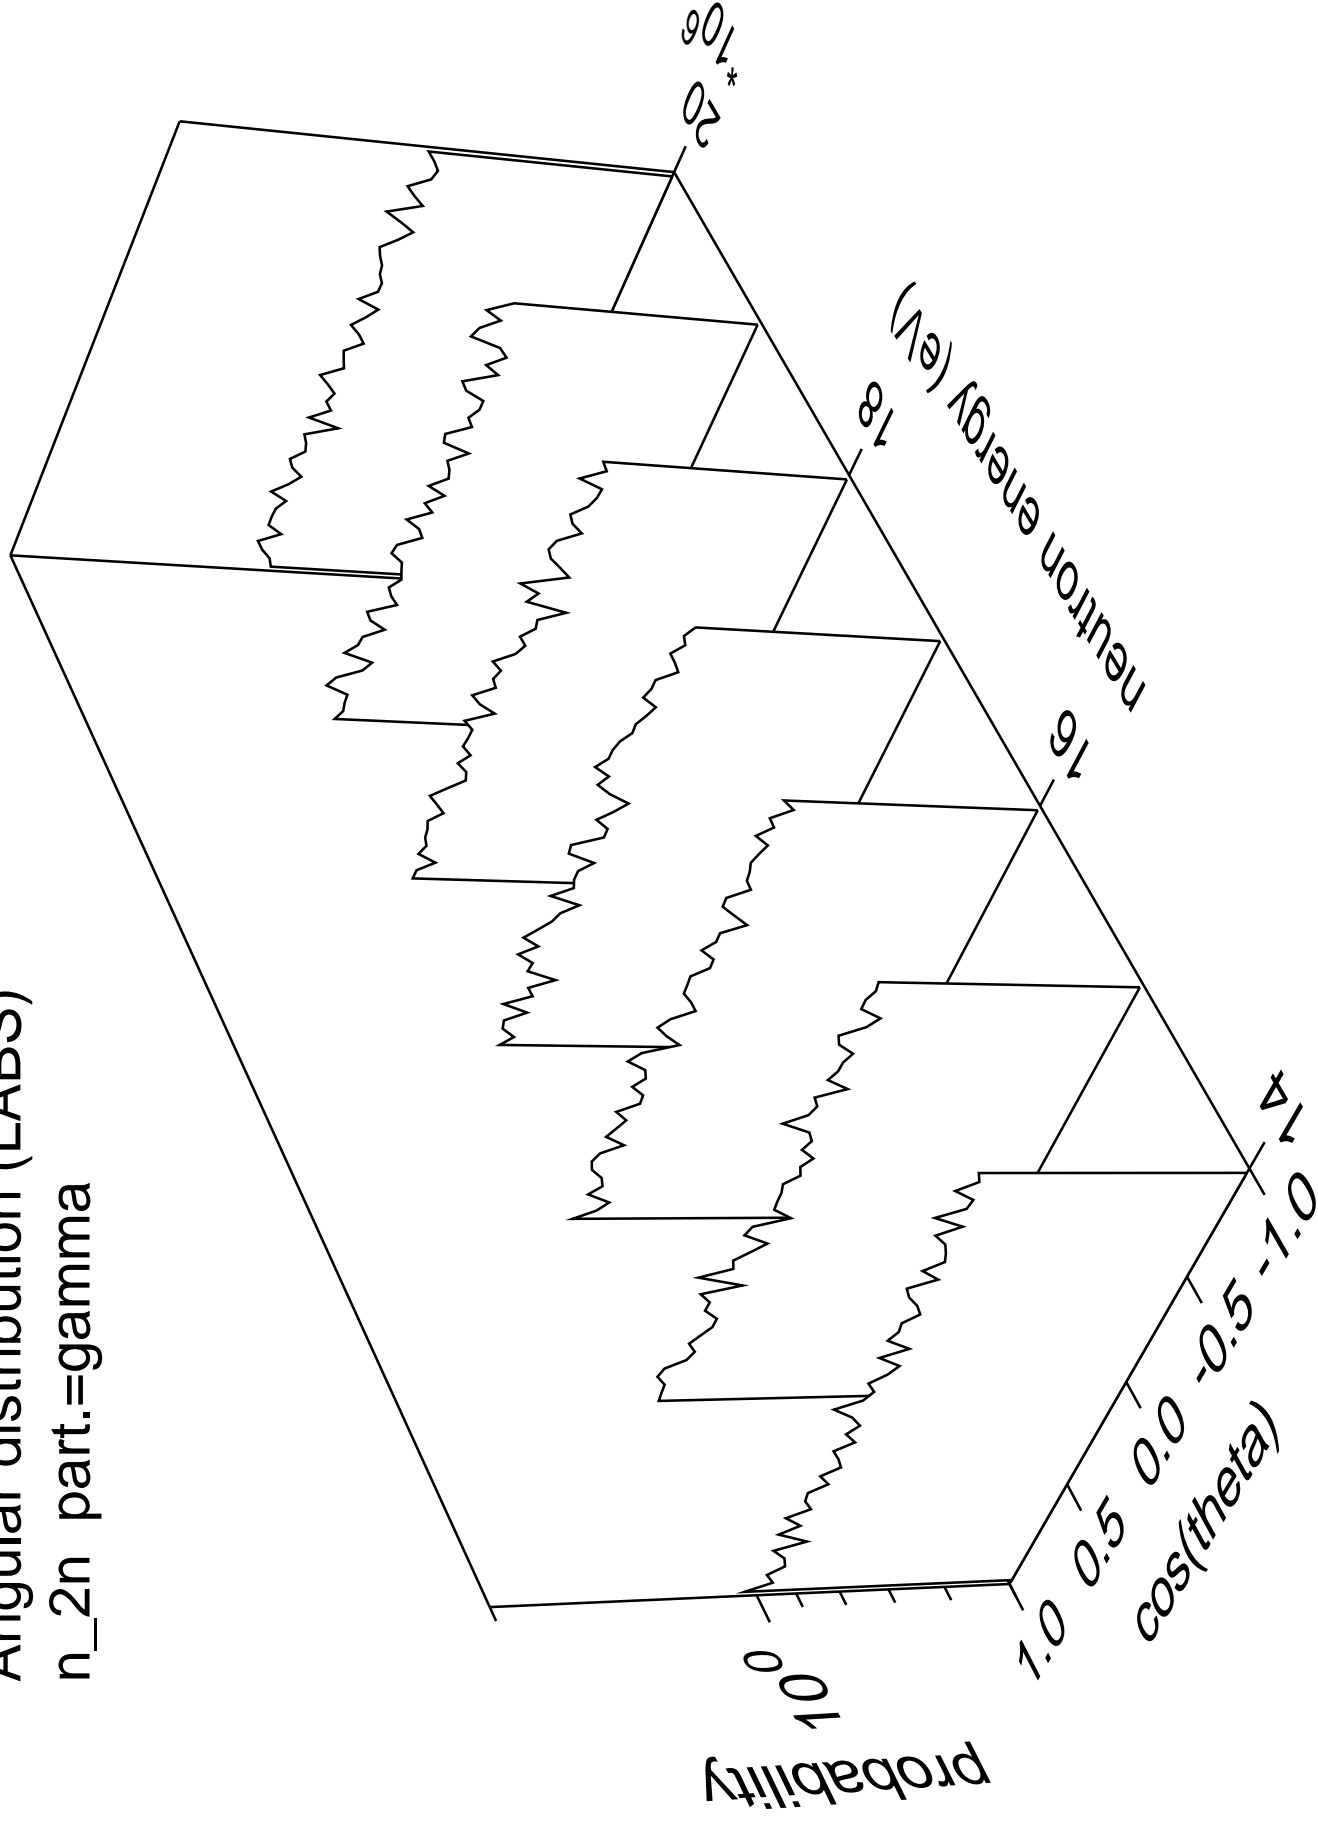 Angular distribution (LABS)
n_2n part.=gamma
probability
10^0
1.0 0.5 0.0 -0.5 -1.0
cos(theta)
14 16 18 20 *10^6
neutron energy (eV)